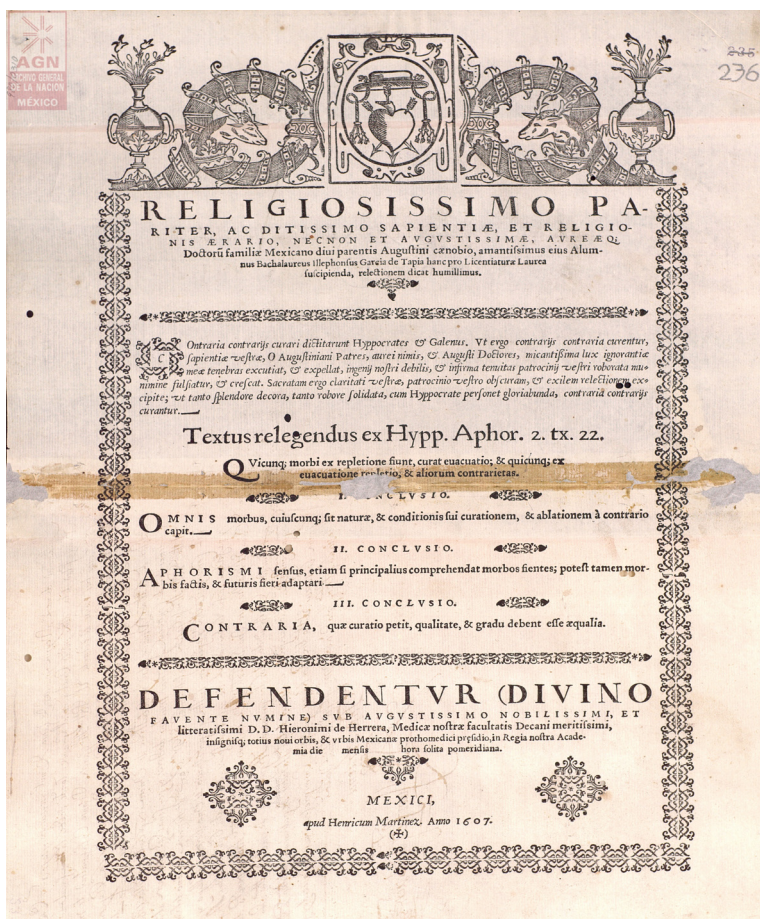 AGN
ARCHIVO GENERAL
DE LA NACION
MÉXICO
235
236
RELIGIOSISSIMO PA-
RITER, AC DITISSIMO SAPIENTIÆ, ET RELIGIO-
NIS ÆRARIO, NECNON ET AVGVSTISSIMÆ, AVREÆQ;
Doctorũ familiæ Mexicano diui parentis Augustini cænobio, amantissimus eius Alum-
nus Bachalaureus Illephonsus Garcia de Tapia hanc pro Licentiaturæ Laurea
suscipienda, relectionem dicat humillimus.
COntraria contrarijs curari dictitarunt Hyppocrates & Galenus. Vt ergo contrarijs contraria curentur,
sapientiæ vestræ, O Augustiniani Patres, aurei nimis, & Augusti Doctores, micantissima lux ignorantiæ
meæ tenebras excutiat, & expellat, ingenij nostri debilis, & infirma tenuitas patrocinij vestri roborata mu-
nimine fulsiatur, & crescat. Sacratam ergo claritati vestræ, patrocinio vestro obscuram, & exilem relectionem ex-
cipite; vt tanto splendore decora, tanto robore solidata, cum Hyppocrate personet gloriabunda, contraria contrarijs
curantur.
Textus relegendus ex Hypp. Aphor. 2. tx. 22.
QVicunq; morbi ex repletione fiunt, curat euacuatio; & quicunq; ex
euacuatione repletio, & aliorum contrarietas.
I. CONCLVSIO.
OMNIS morbus, cuiuscunq; sit naturæ, & conditionis sui curationem, & ablationem à contrario
capit.
II. CONCLVSIO.
APHORISMI sensus, etiam si principalius comprehendat morbos fientes; potest tamen mor-
bis factis, & futuris fieri adaptari
III. CONCLVSIO.
CONTRARIA, quæ curatio petit, qualitate, & gradu debent esse æqualia.
DEFENDENTVR (DIVINO
FAVENTE NVMINE) SVB AVGVSTISSIMO NOBILISSIMI, ET
litteratissimi D. D. Hieronimi de Herrera, Medicæ nostræ facultatis Decani meritissimi,
insignisq; totius noui orbis, & vrbis Mexicanæ prothomedici præsidio, in Regia nostra Acade-
mia die mensis hora solita pomeridiana.
MEXICI,
apud Henricum Martinez. Anno 1607.
(✠)